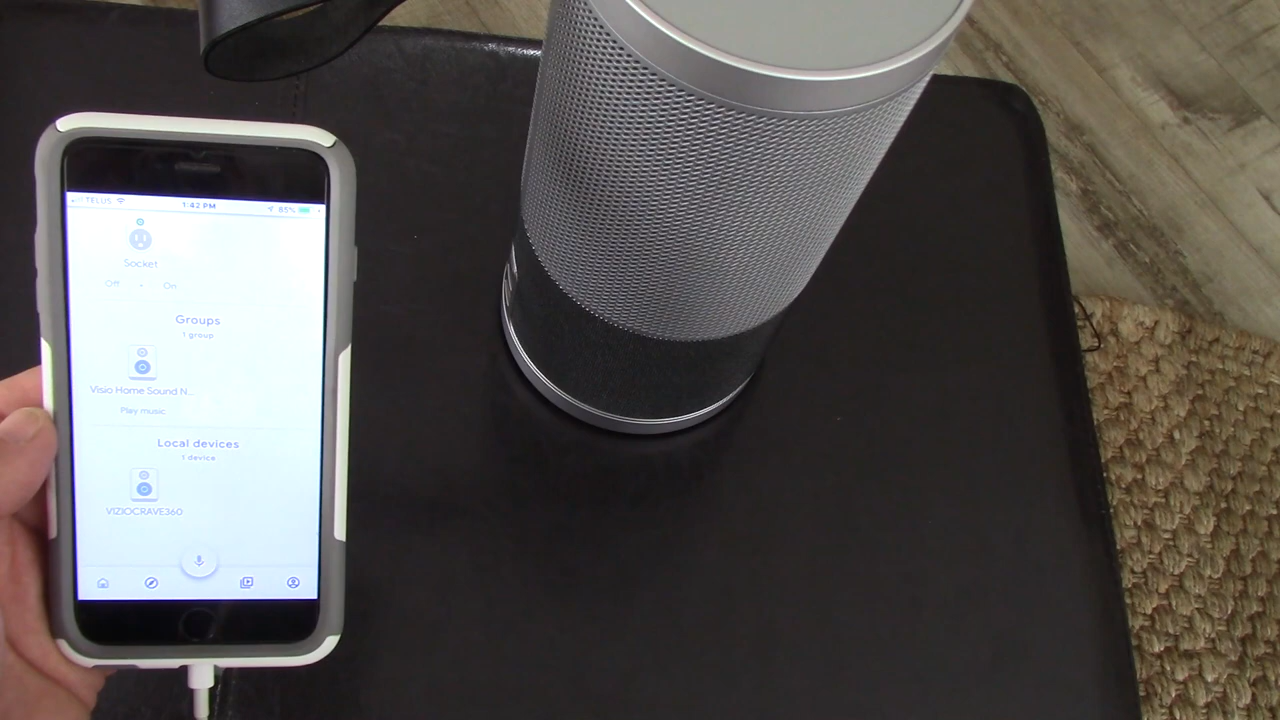 TELUS 1:42 PM 85%
Socket
Off • On
Groups
1 group
Visio Home Sound N...
Play music
Local devices
1 device
VIZIOCRAVE360